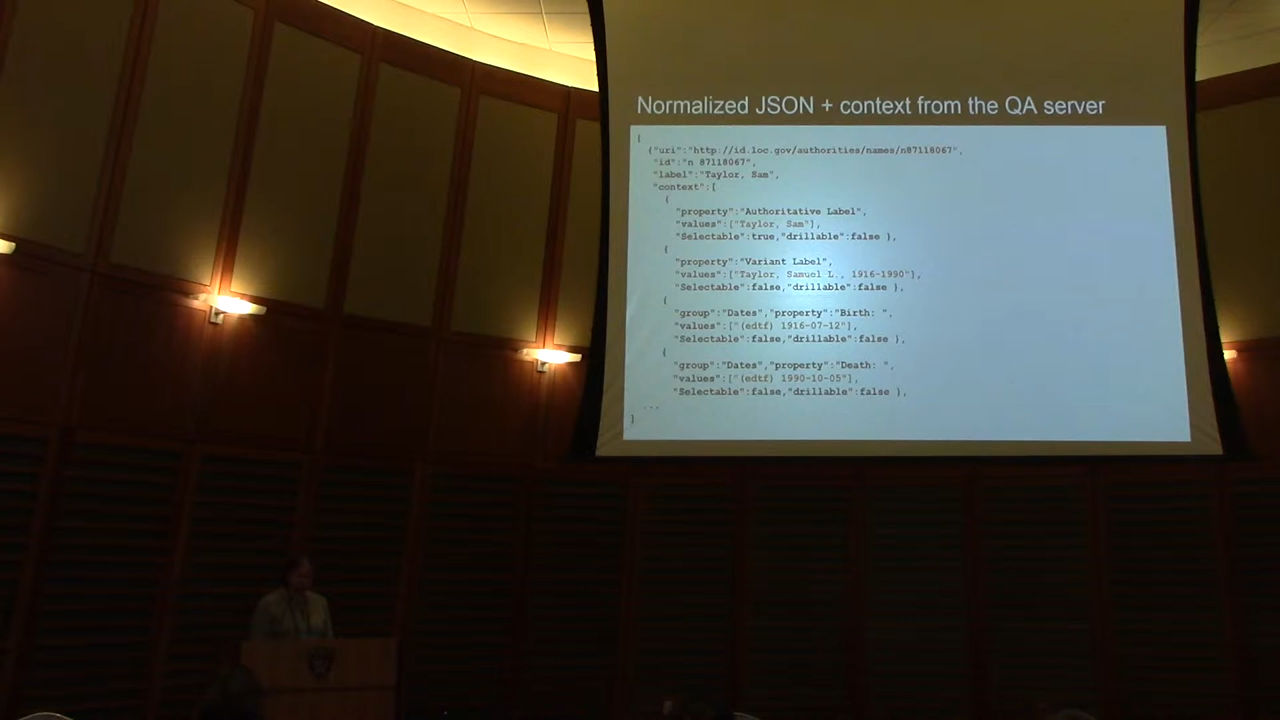 Normalized JSON + context from the QA server
[
{"uri":"http://id.loc.gov/authorities/names/n87118067",
"id":"n 87118067",
"label":"Taylor, Sam",
"context":[
{
"property":"Authoritative Label",
"values":["Taylor, Sam"],
"Selectable":true,"drillable":false },
{
"property":"Variant Label",
"values":["Taylor, Samuel L., 1916-1990"],
"Selectable":false,"drillable":false },
{
"group":"Dates","property":"Birth: ",
"values":["(edtf) 1916-07-12"],
"Selectable":false,"drillable":false },
{
"group":"Dates","property":"Death: ",
"values":["(edtf) 1990-10-05"],
"Selectable":false,"drillable":false },
...
]